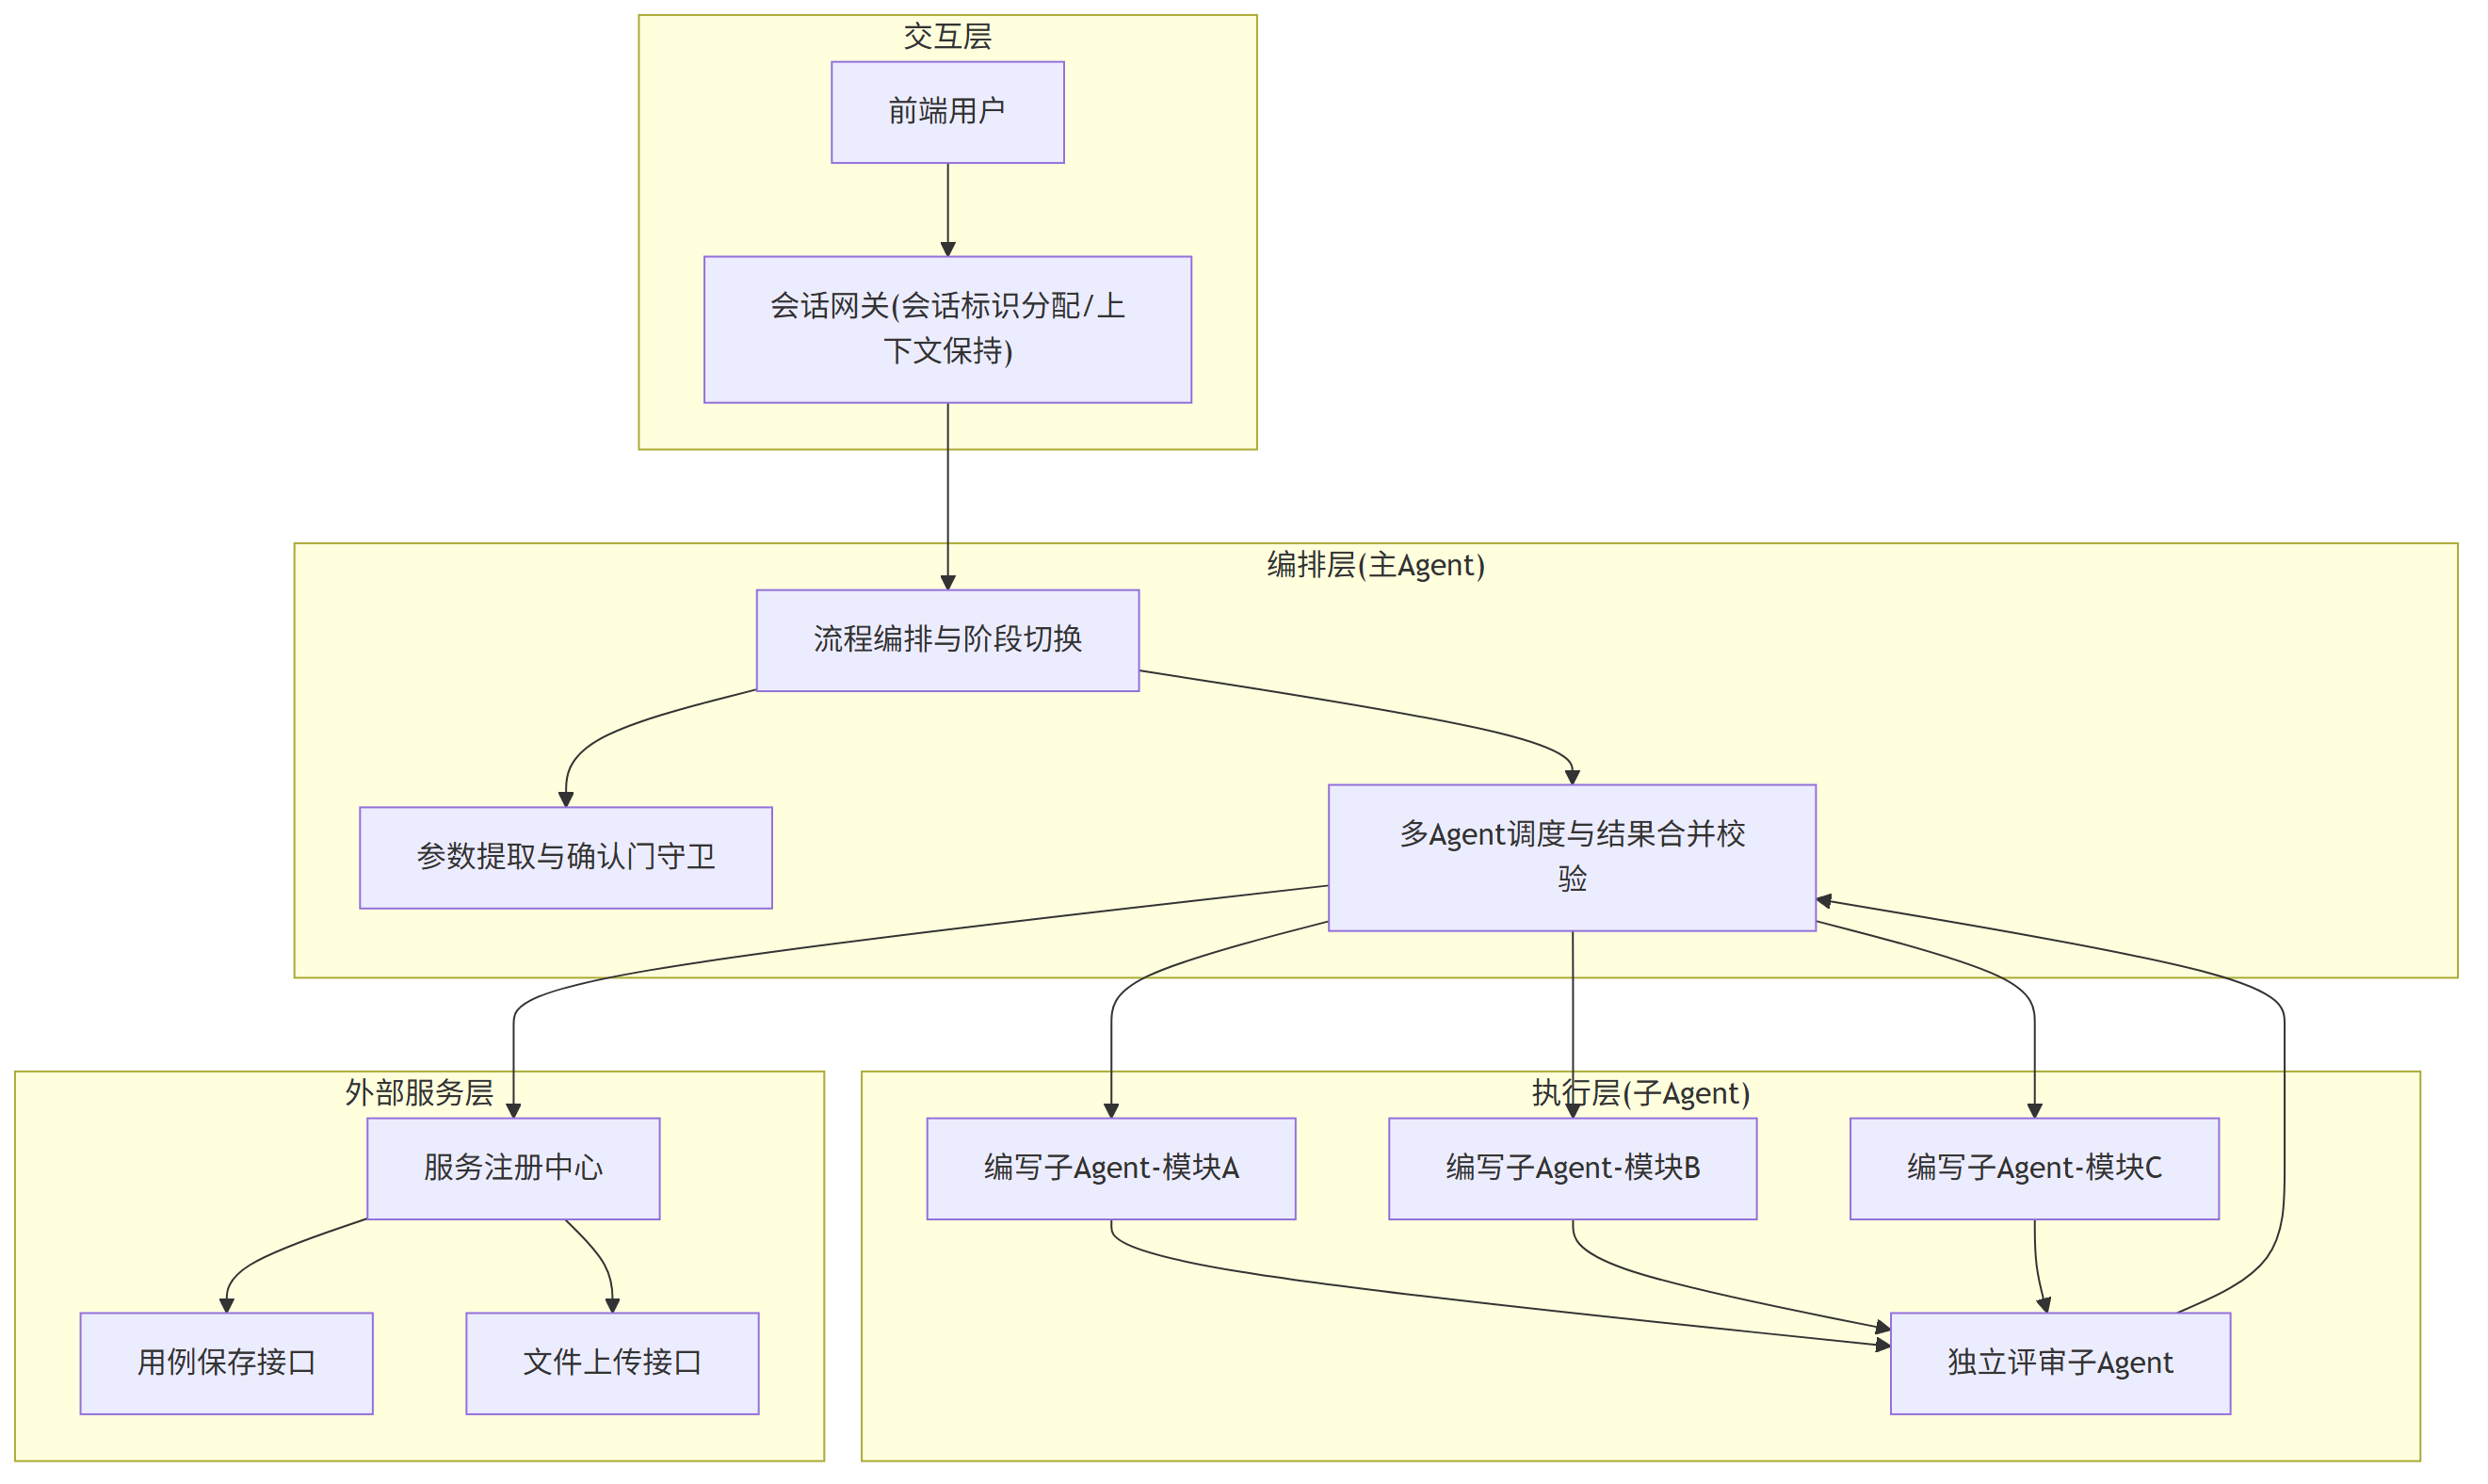 交互层
前端用户
会话网关(会话标识分配/上
下文保持)
编排层(主Agent)
流程编排与阶段切换
参数提取与确认门守卫
多Agent调度与结果合并校
验
外部服务层
服务注册中心
用例保存接口
文件上传接口
执行层(子Agent)
编写子Agent-模块A
编写子Agent-模块B
编写子Agent-模块C
独立评审子Agent